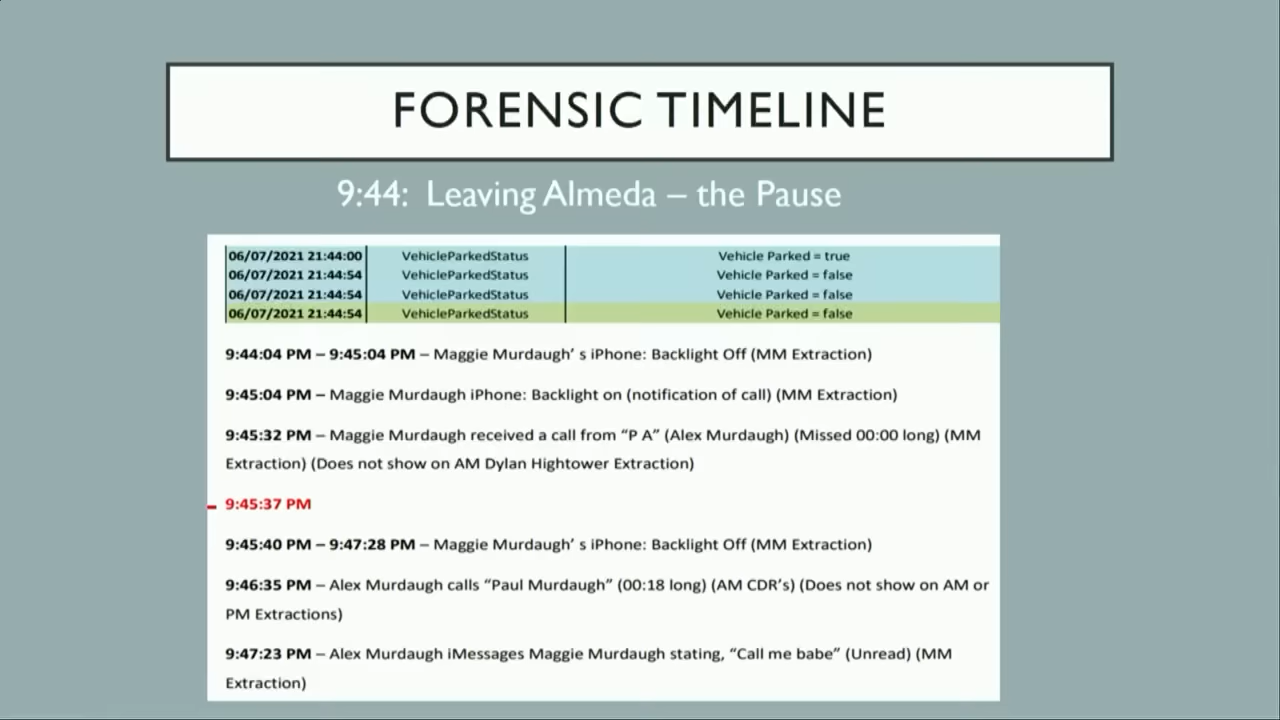 FORENSIC TIMELINE
9:44: Leaving Almeda – the Pause
06/07/2021 21:44:00 VehicleParkedStatus Vehicle Parked = true
06/07/2021 21:44:54 VehicleParkedStatus Vehicle Parked = false
06/07/2021 21:44:54 VehicleParkedStatus Vehicle Parked = false
06/07/2021 21:44:54 VehicleParkedStatus Vehicle Parked = false
9:44:04 PM – 9:45:04 PM – Maggie Murdaugh’ s iPhone: Backlight Off (MM Extraction)
9:45:04 PM – Maggie Murdaugh iPhone: Backlight on (notification of call) (MM Extraction)
9:45:32 PM – Maggie Murdaugh received a call from “P A” (Alex Murdaugh) (Missed 00:00 long) (MM
Extraction) (Does not show on AM Dylan Hightower Extraction)
9:45:37 PM
9:45:40 PM – 9:47:28 PM – Maggie Murdaugh’ s iPhone: Backlight Off (MM Extraction)
9:46:35 PM – Alex Murdaugh calls “Paul Murdaugh” (00:18 long) (AM CDR’s) (Does not show on AM or
PM Extractions)
9:47:23 PM – Alex Murdaugh iMessages Maggie Murdaugh stating, “Call me babe” (Unread) (MM
Extraction)